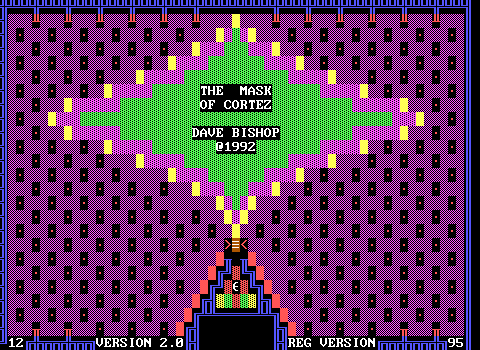 THE MASK
OF CORTEZ
DAVE BISHOP
@1992
12
VERSION 2.0
REG VERSION
95